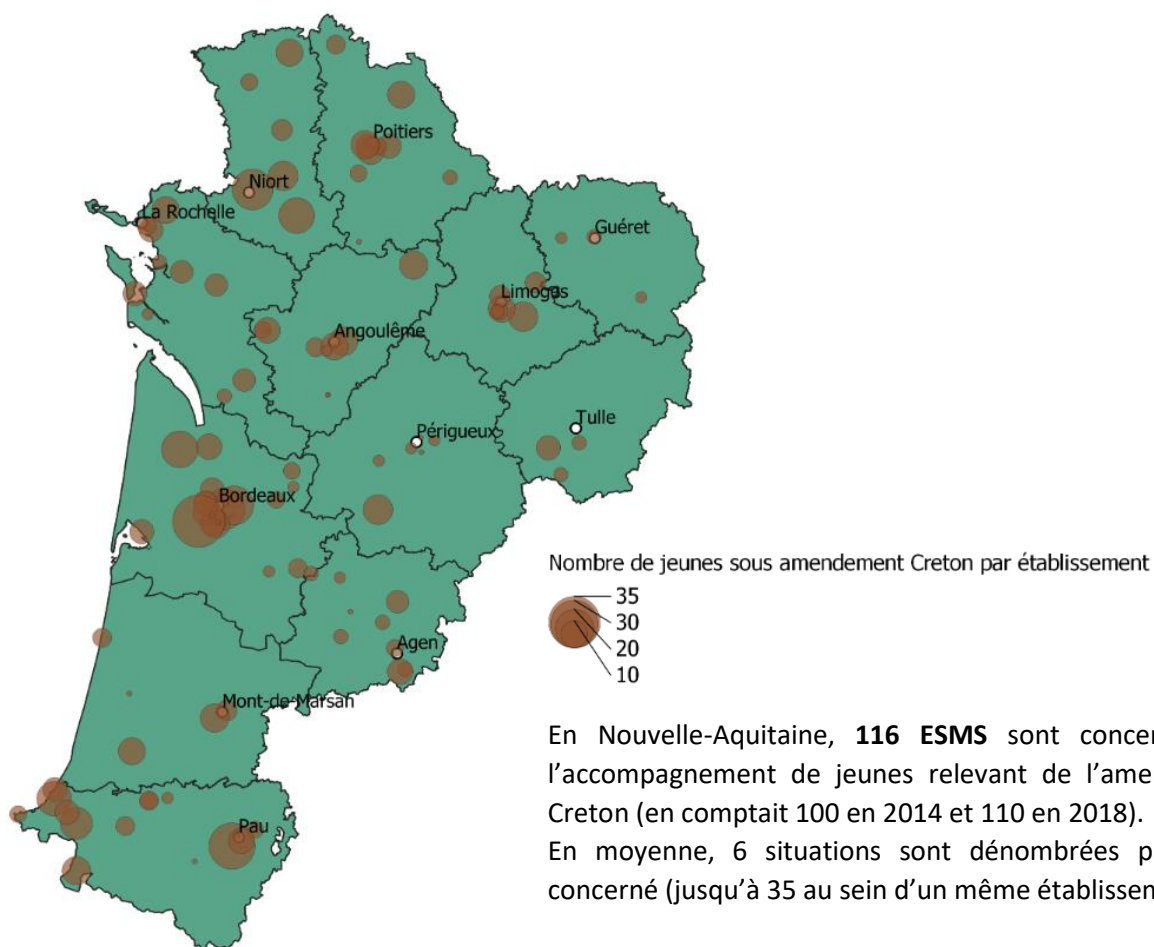 Poitiers
Niort
La Rochelle
Guéret
Limoges
Angoulême
Tulle
Périgueux
Bordeaux
Agen
Mont-de-Marsan
Pau
Nombre de jeunes sous amendement Creton par établissement
35
30
20
10
En Nouvelle-Aquitaine, 116 ESMS sont concer
l’accompagnement de jeunes relevant de l’ame
Creton (en comptait 100 en 2014 et 110 en 2018).
En moyenne, 6 situations sont dénombrées p
concerné (jusqu’à 35 au sein d’un même établissem